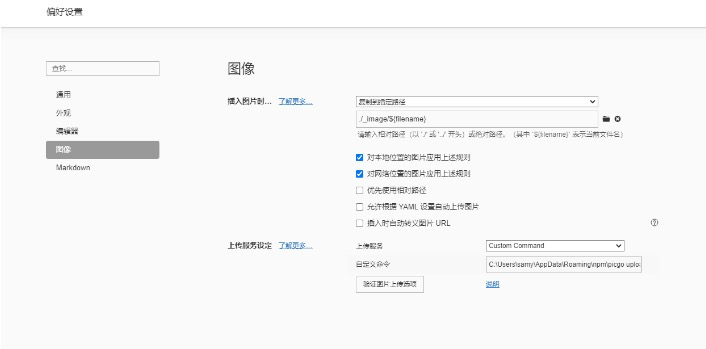 偏好设置
查找...
通用
外观
编辑器
图像
Markdown
图像
插入图片时... 了解更多...
复制到指定路径
./_image/${filename}
请输入相对路径（以 './' 或 '../' 开头）或绝对路径。（其中 '${filename}' 表示当前文件名）
对本地位置的图片应用上述规则
对网络位置的图片应用上述规则
优先使用相对路径
允许根据 YAML 设置自动上传图片
插入时自动转义图片 URL
上传服务设定 了解更多...
上传服务 Custom Command
自定义命令 C:\Users\samy\AppData\Roaming\npm\picgo uploa
验证图片上传选项 说明